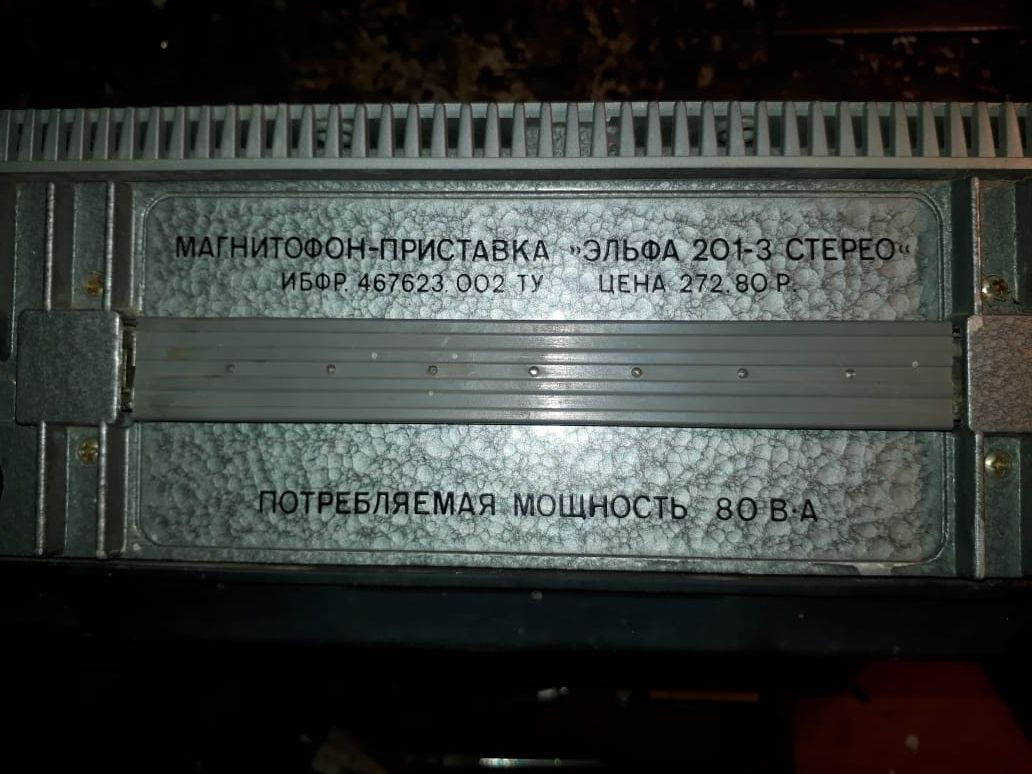 МАГНИТОФОН-ПРИСТАВКА „ЭЛЬФА 201-3 СТЕРЕО“
ИБФР. 467623.002 ТУ ЦЕНА 272.80 Р.
ПОТРЕБЛЯЕМАЯ МОЩНОСТЬ 80 В·А